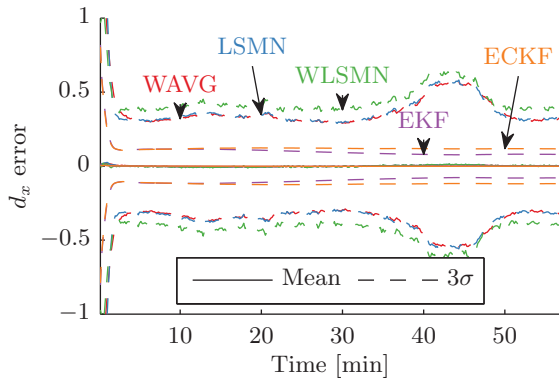 1
0.5
0
−0.5
−1
d_x error
WAVG
LSMN
WLSMN
EKF
ECKF
Mean
3σ
10
20
30
40
50
Time [min]